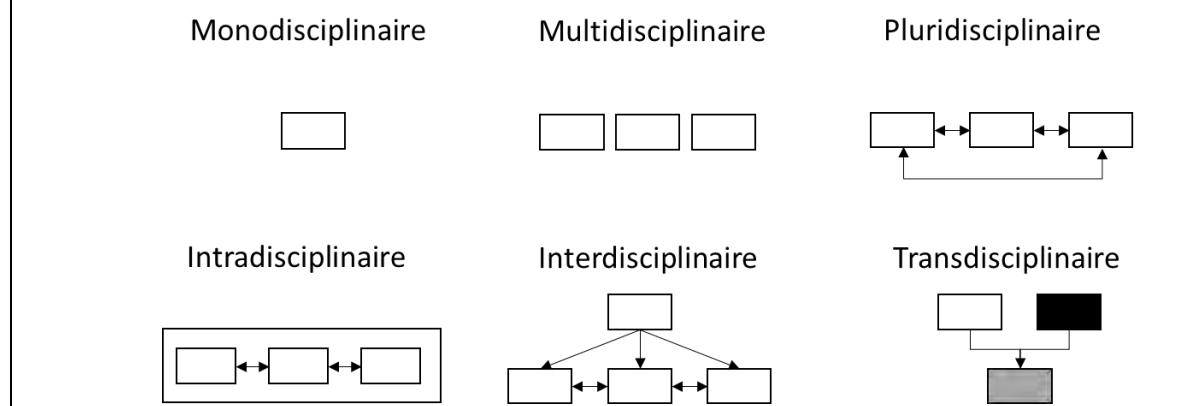 Monodisciplinaire
Multidisciplinaire
Pluridisciplinaire
Intradisciplinaire
Interdisciplinaire
Transdisciplinaire